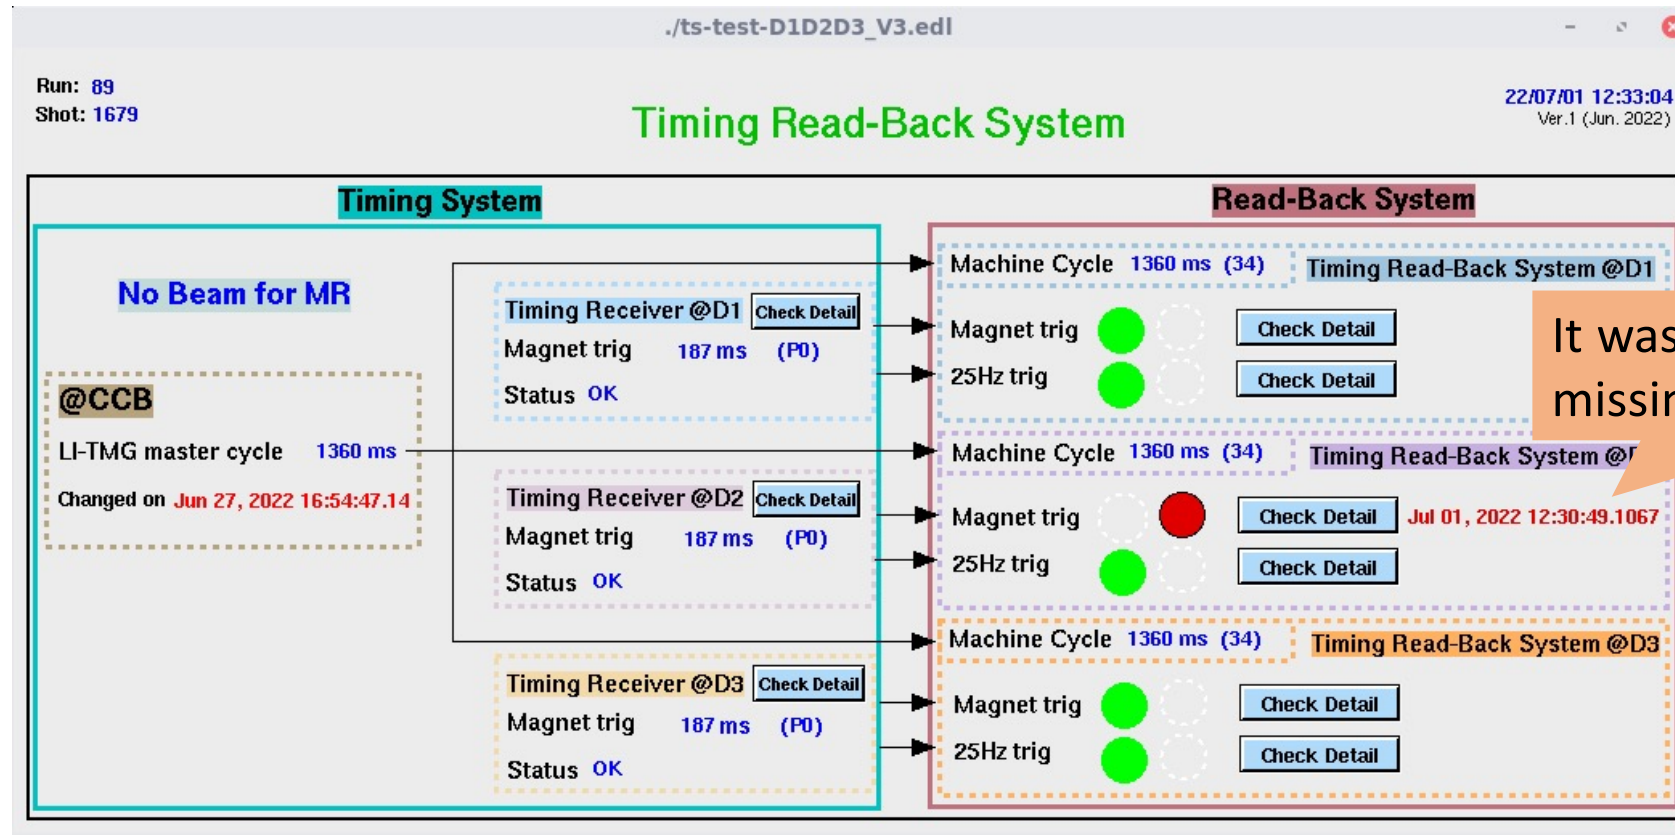 ./ts-test-D1D2D3_V3.edl
Run: 89
Shot: 1679
Timing Read-Back System
22/07/01 12:33:04
Ver.1 (Jun. 2022)
Timing System
No Beam for MR
@CCB
LI-TMG master cycle 1360 ms
Changed on Jun 27, 2022 16:54:47.14
Timing Receiver @D1 Check Detail
Magnet trig 187 ms (P0)
Status OK
Timing Receiver @D2 Check Detail
Magnet trig 187 ms (P0)
Status OK
Timing Receiver @D3 Check Detail
Magnet trig 187 ms (P0)
Status OK
Read-Back System
Machine Cycle 1360 ms (34) Timing Read-Back System @D1
Magnet trig Check Detail
25Hz trig Check Detail
It was
Machine Cycle 1360 ms (34) Timing Read-Back System
Magnet trig Check Detail Jul 01, 2022 12:30:49.1067
25Hz trig Check Detail
Machine Cycle 1360 ms (34) Timing Read-Back System @D3
Magnet trig Check Detail
25Hz trig Check Detail